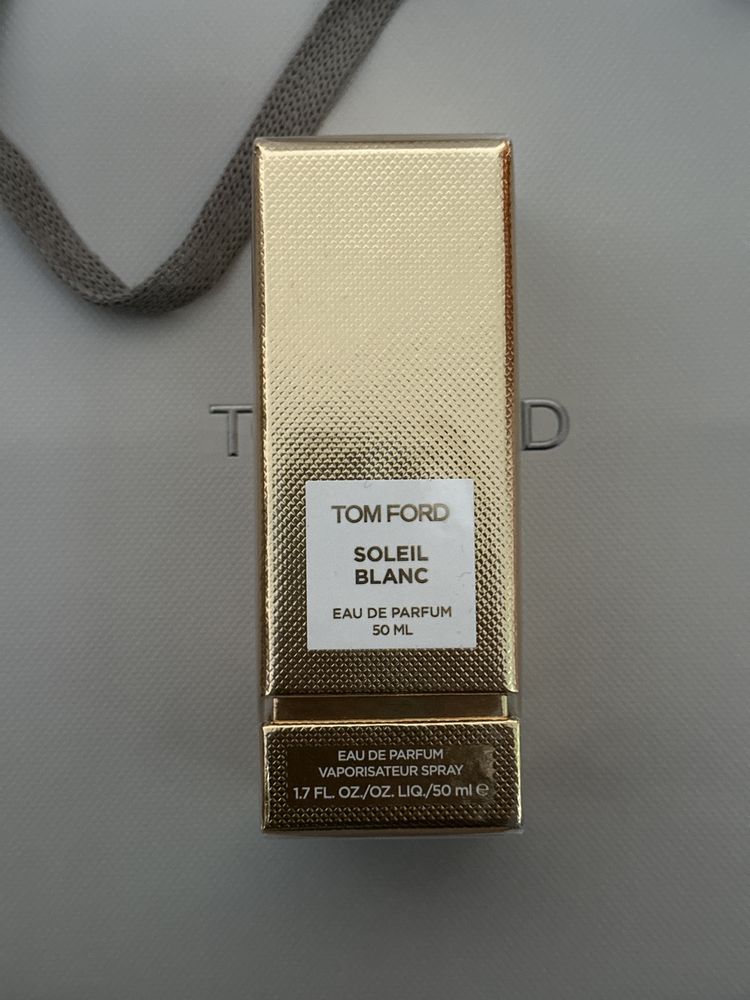 TOM FORD
SOLEIL
BLANC
EAU DE PARFUM
50 ML
EAU DE PARFUM
VAPORISATEUR SPRAY
1.7 FL. OZ./OZ. LIQ./50 ml ℮